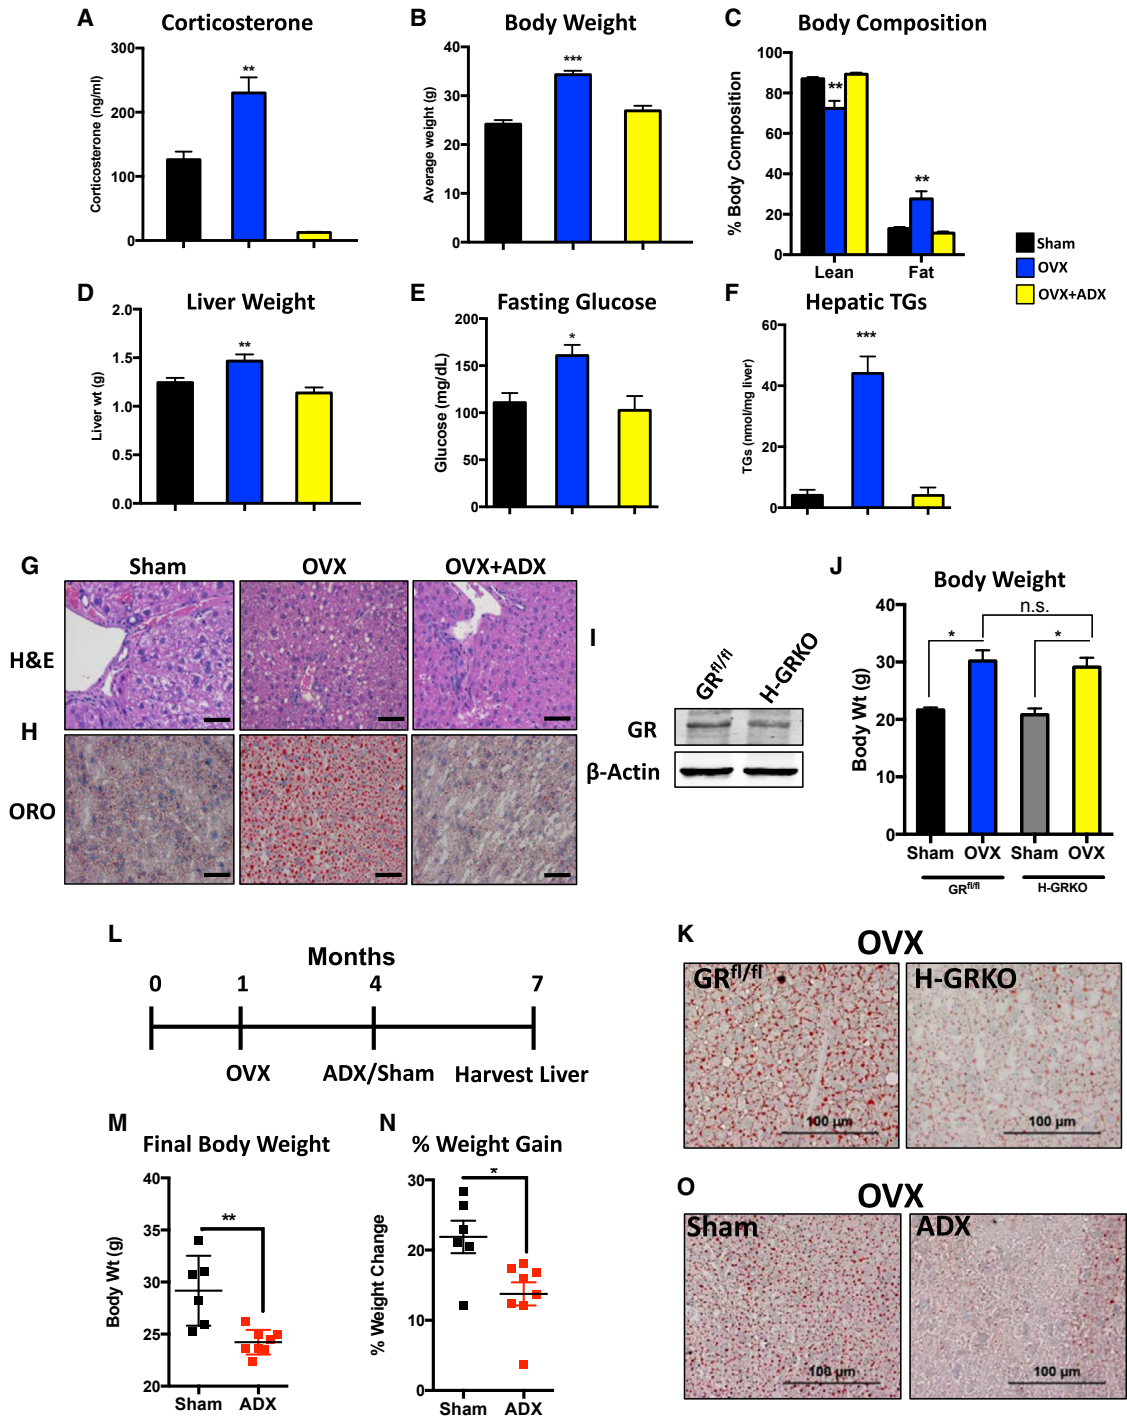 A Corticosterone
Corticosterone (ng/ml)
300
200
100
0
**
B Body Weight
Average weight (g)
40
30
20
10
0
***
C Body Composition
% Body Composition
100
80
60
40
20
0
**
**
Lean Fat
Sham
OVX
OVX+ADX
D Liver Weight
Liver wt (g)
2.0
1.5
1.0
0.5
0.0
**
E Fasting Glucose
Glucose (mg/dL)
200
150
100
50
0
*
F Hepatic TGs
TGs (nmol/mg liver)
60
40
20
0
***
G Sham OVX OVX+ADX
H&E
H
ORO
I
GRfl/fl H-GRKO
GR
β-Actin
J Body Weight
Body Wt (g)
40
30
20
10
0
n.s.
* *
Sham OVX Sham OVX
GRfl/fl H-GRKO
L
Months
0 1 4 7
OVX ADX/Sham Harvest Liver
K OVX
GRfl/fl H-GRKO
100 µm 100 µm
M Final Body Weight
Body Wt (g)
40
35
30
25
20
**
Sham ADX
N % Weight Gain
% Weight Change
30
20
10
0
*
Sham ADX
O OVX
Sham ADX
100 µm 100 µm